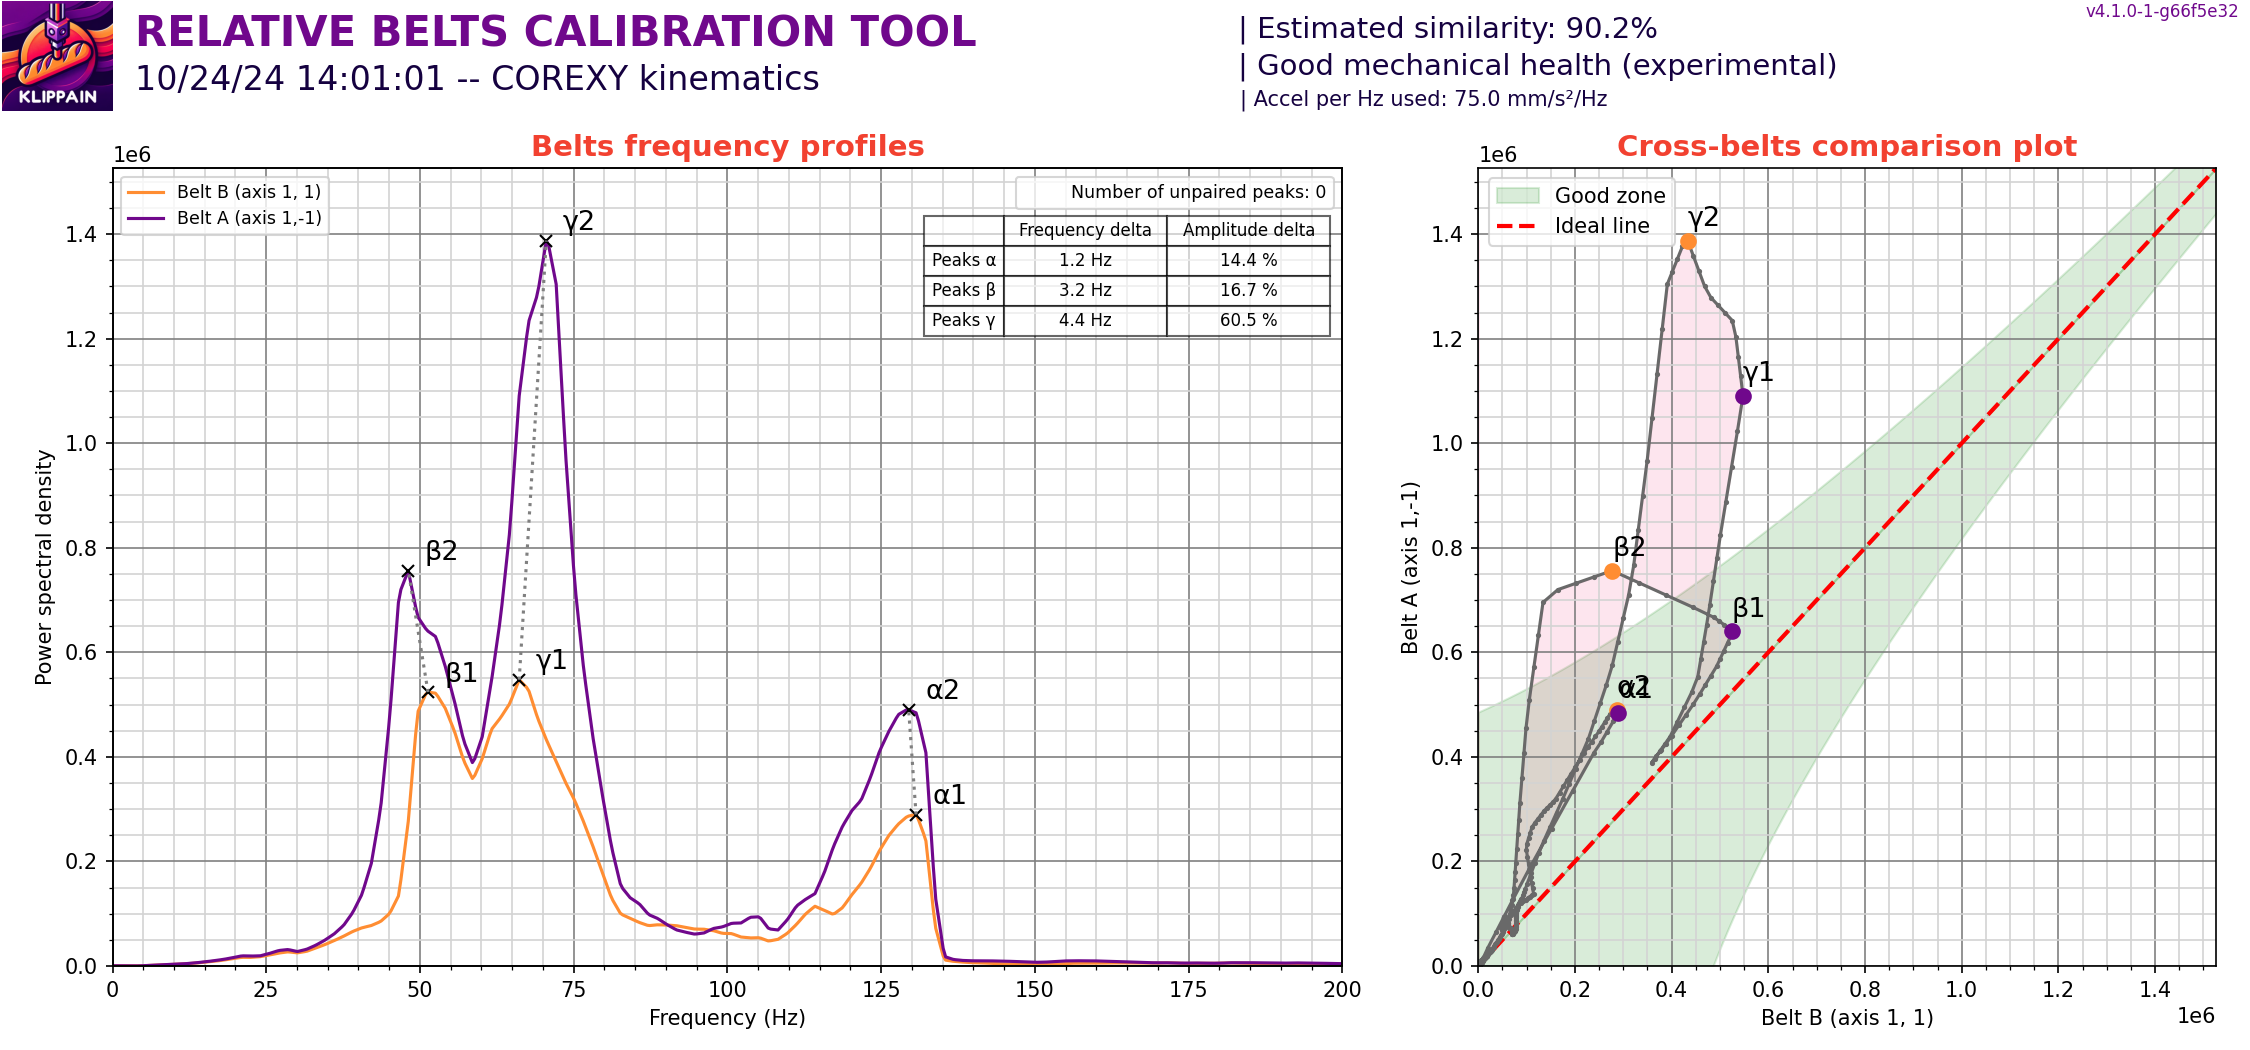 KLIPPAIN
RELATIVE BELTS CALIBRATION TOOL
10/24/24 14:01:01 -- COREXY kinematics
| Estimated similarity: 90.2%
| Good mechanical health (experimental)
| Accel per Hz used: 75.0 mm/s²/Hz
v4.1.0-1-g66f5e32
Belts frequency profiles
1e6
Belt B (axis 1, 1)
Belt A (axis 1,-1)
Number of unpaired peaks: 0
Frequency delta Amplitude delta
Peaks α 1.2 Hz 14.4 %
Peaks β 3.2 Hz 16.7 %
Peaks γ 4.4 Hz 60.5 %
γ2
β2
β1
γ1
α2
α1
Power spectral density
1.4
1.2
1.0
0.8
0.6
0.4
0.2
0.0
0 25 50 75 100 125 150 175 200
Frequency (Hz)
Cross-belts comparison plot
1e6
Good zone
Ideal line
γ2
γ1
β2
β1
α2
α1
Belt A (axis 1,-1)
1.4
1.2
1.0
0.8
0.6
0.4
0.2
0.0
0.0 0.2 0.4 0.6 0.8 1.0 1.2 1.4
Belt B (axis 1, 1)
1e6